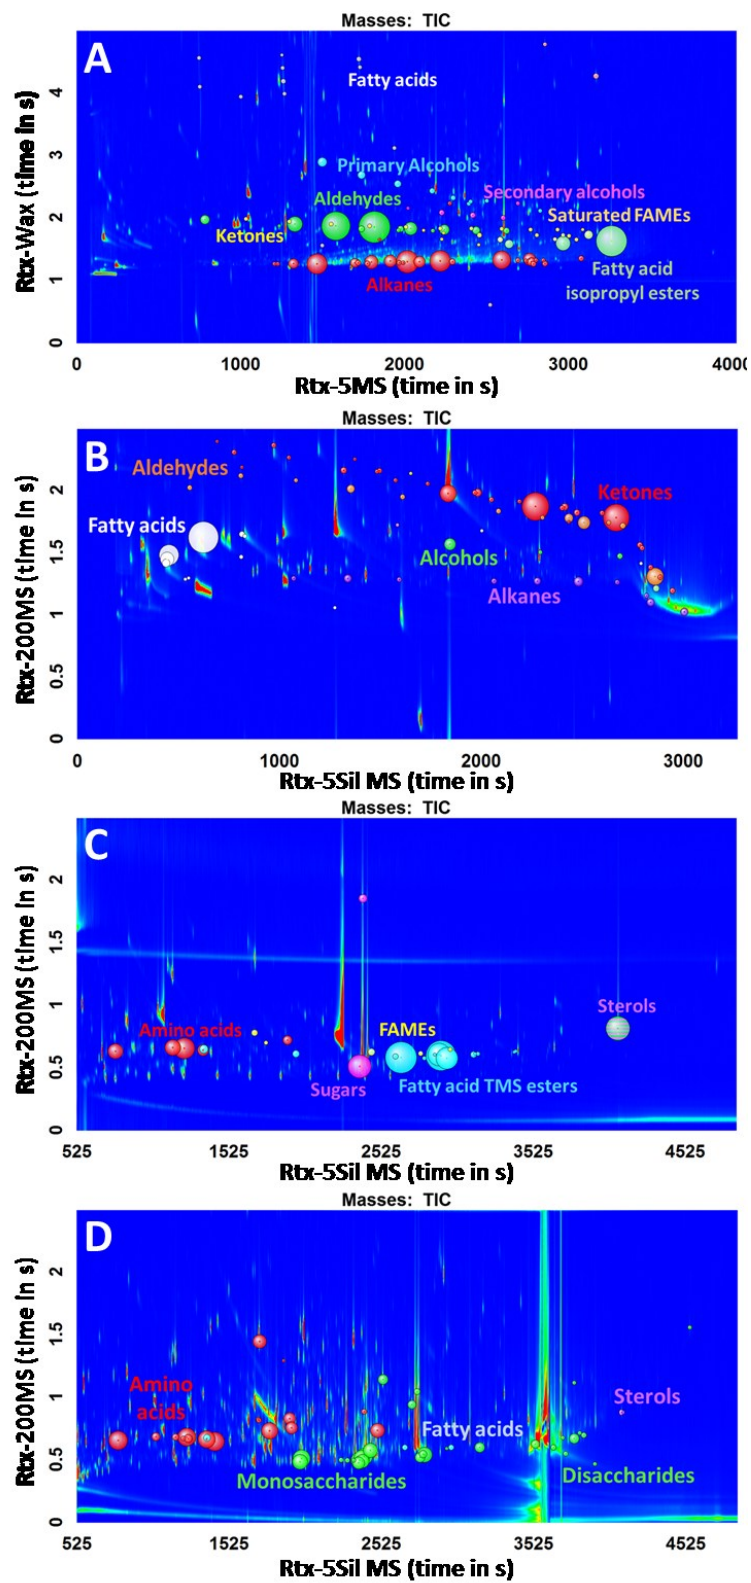 Masses: TIC
A
Fatty acids
Primary Alcohols
Aldehydes
Secondary alcohols
Ketones
Saturated FAMEs
Fatty acid
isopropyl esters
Alkanes
Rtx-Wax (time in s)
0
1
2
3
4
0
1000
2000
3000
4000
Rtx-5MS (time in s)
Masses: TIC
B
Aldehydes
Ketones
Fatty acids
Alcohols
Alkanes
Rtx-200MS (time in s)
0
0.5
1
1.5
2
0
1000
2000
3000
Rtx-5Sil MS (time in s)
Masses: TIC
C
Amino acids
FAMEs
Sterols
Sugars
Fatty acid TMS esters
Rtx-200MS (time in s)
0
0.5
1
1.5
2
525
1525
2525
3525
4525
Rtx-5Sil MS (time in s)
Masses: TIC
D
Amino
acids
Sterols
Fatty acids
Monosaccharides
Disaccharides
Rtx-200MS (time in s)
0
0.5
1
1.5
2
525
1525
2525
3525
4525
Rtx-5Sil MS (time in s)